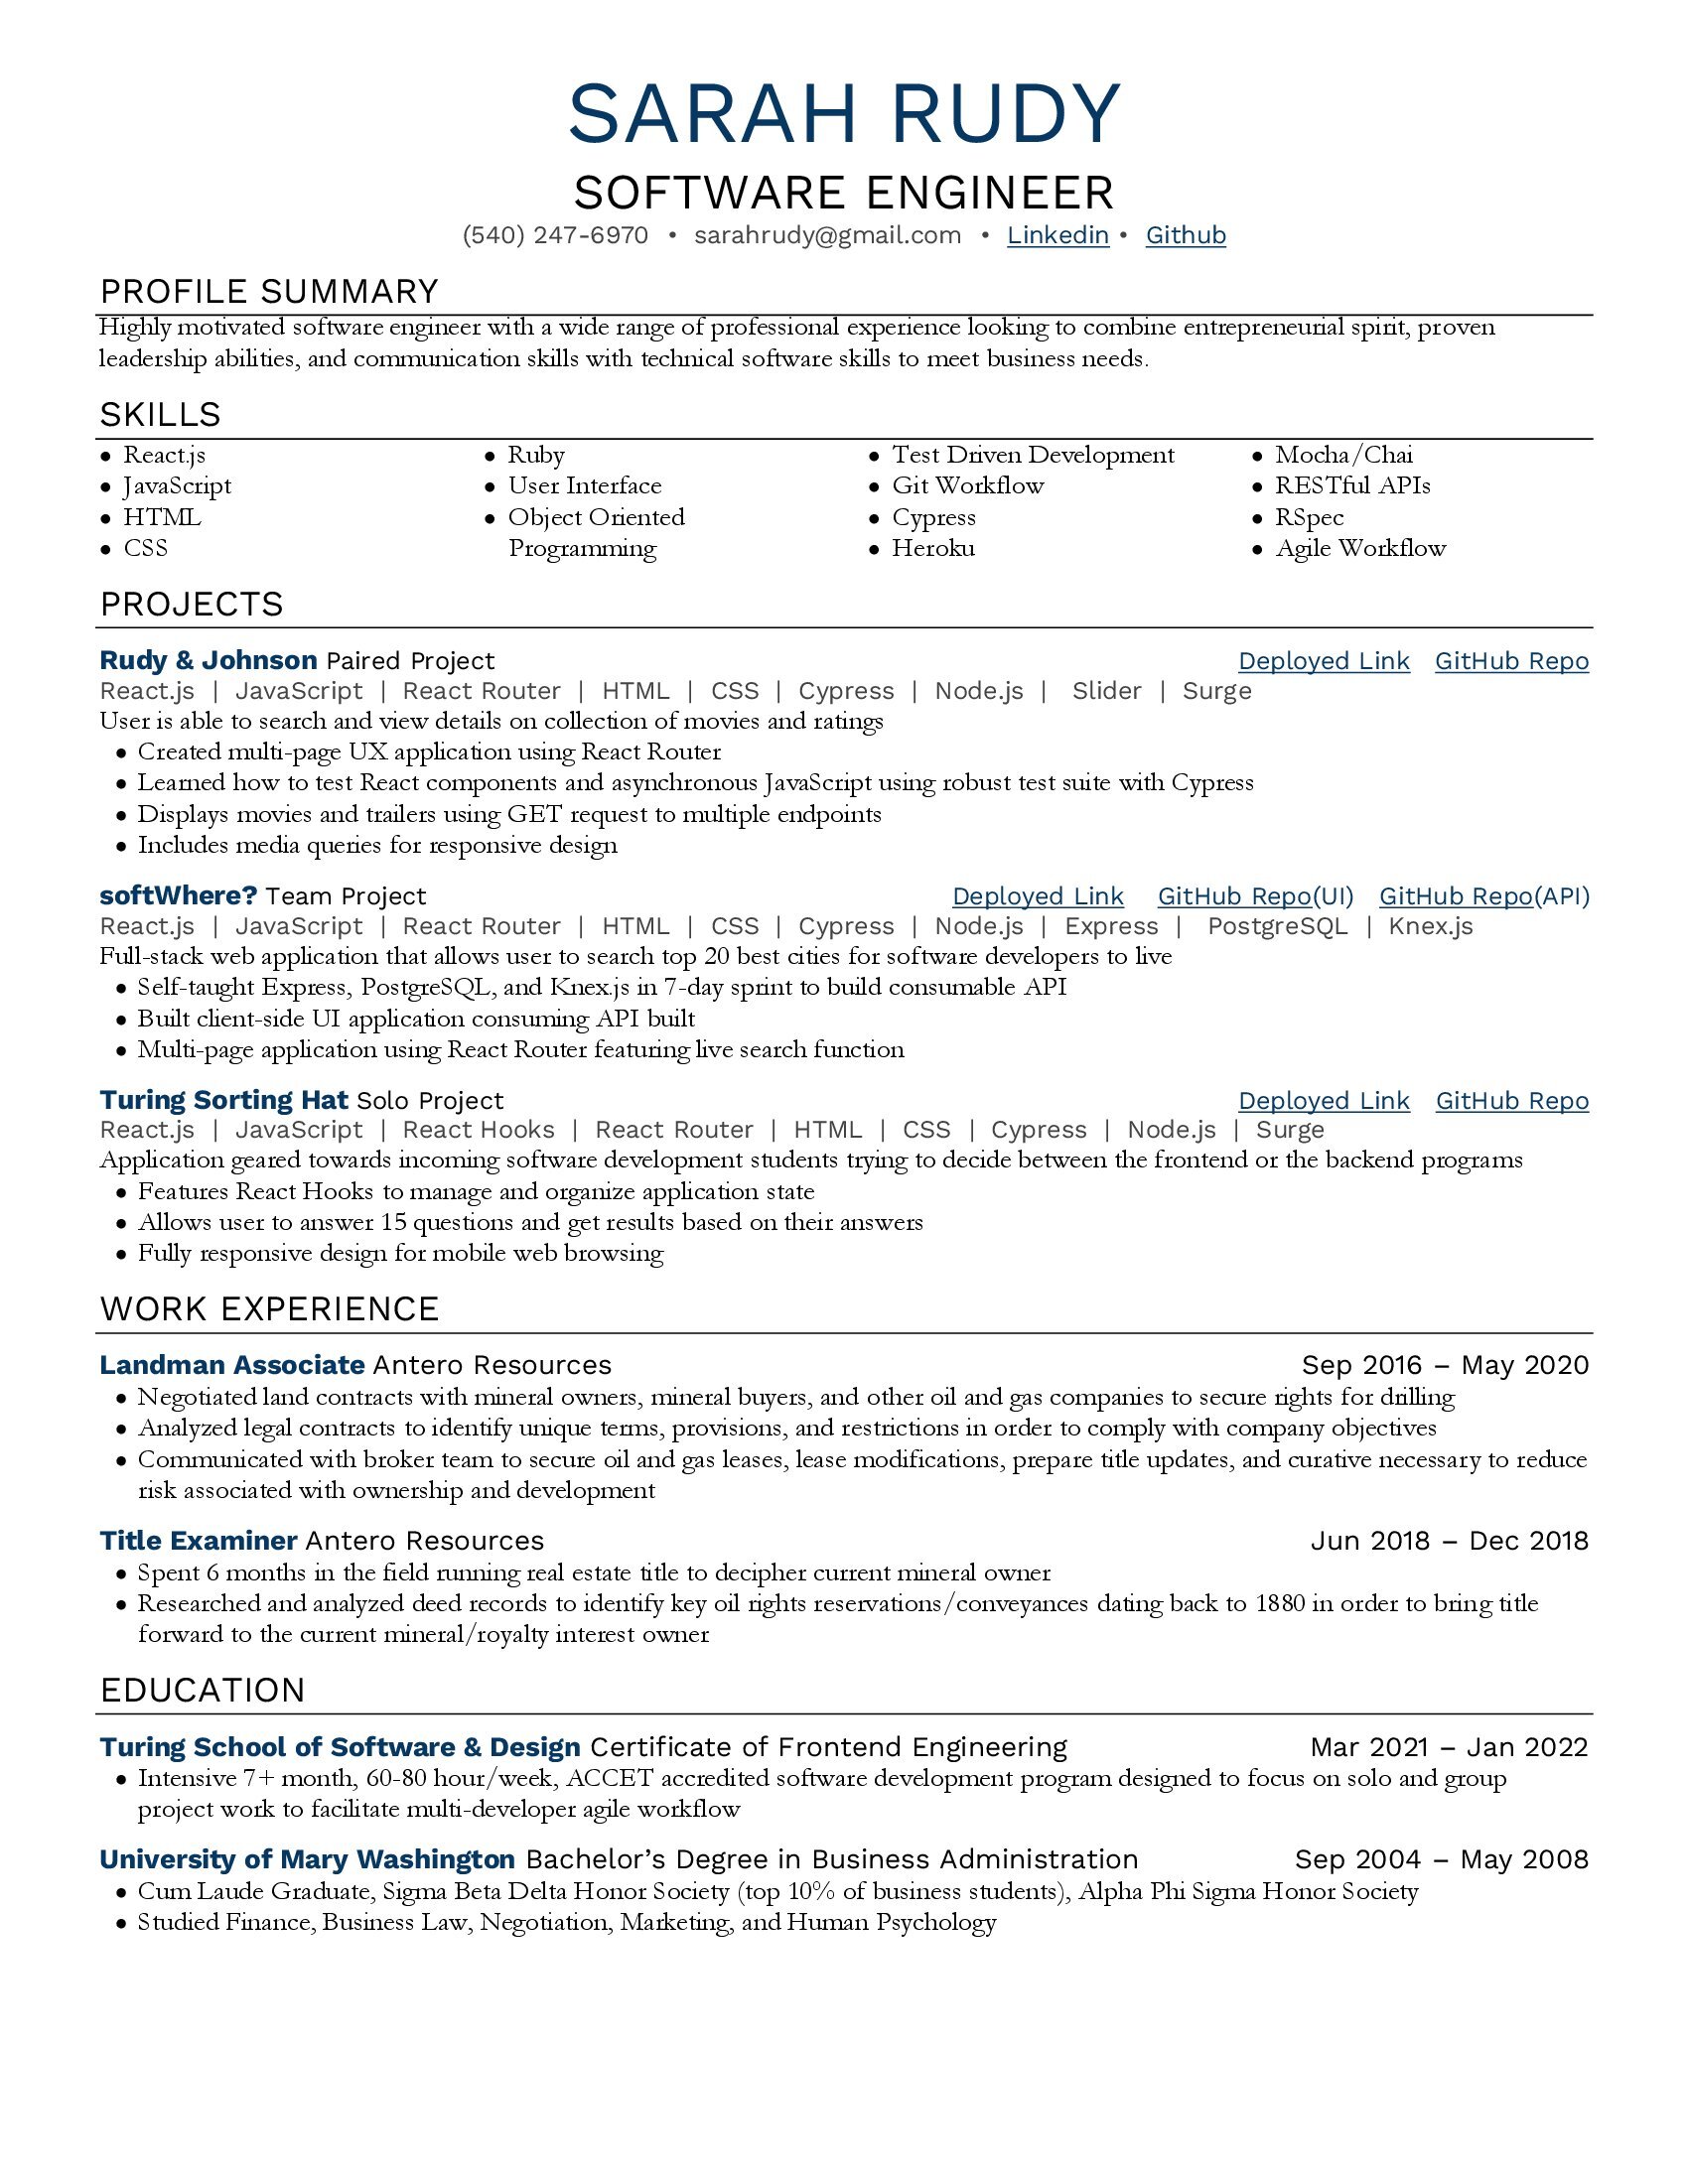 SARAH RUDY
SOFTWARE ENGINEER
(540) 247-6970 • sarahrudy@gmail.com • Linkedin • Github
PROFILE SUMMARY
Highly motivated software engineer with a wide range of professional experience looking to combine entrepreneurial spirit, proven
leadership abilities, and communication skills with technical software skills to meet business needs.
SKILLS
● React.js
● JavaScript
● HTML
● CSS
● Ruby
● User Interface
● Object Oriented
Programming
● Test Driven Development
● Git Workflow
● Cypress
● Heroku
● Mocha/Chai
● RESTful APIs
● RSpec
● Agile Workflow
PROJECTS
Rudy & Johnson Paired Project Deployed Link GitHub Repo
React.js | JavaScript | React Router | HTML | CSS | Cypress | Node.js | Slider | Surge
User is able to search and view details on collection of movies and ratings
● Created multi-page UX application using React Router
● Learned how to test React components and asynchronous JavaScript using robust test suite with Cypress
● Displays movies and trailers using GET request to multiple endpoints
● Includes media queries for responsive design
softWhere? Team Project Deployed Link GitHub Repo(UI) GitHub Repo(API)
React.js | JavaScript | React Router | HTML | CSS | Cypress | Node.js | Express | PostgreSQL | Knex.js
Full-stack web application that allows user to search top 20 best cities for software developers to live
● Self-taught Express, PostgreSQL, and Knex.js in 7-day sprint to build consumable API
● Built client-side UI application consuming API built
● Multi-page application using React Router featuring live search function
Turing Sorting Hat Solo Project Deployed Link GitHub Repo
React.js | JavaScript | React Hooks | React Router | HTML | CSS | Cypress | Node.js | Surge
Application geared towards incoming software development students trying to decide between the frontend or the backend programs
● Features React Hooks to manage and organize application state
● Allows user to answer 15 questions and get results based on their answers
● Fully responsive design for mobile web browsing
WORK EXPERIENCE
Landman Associate Antero Resources Sep 2016 – May 2020
● Negotiated land contracts with mineral owners, mineral buyers, and other oil and gas companies to secure rights for drilling
● Analyzed legal contracts to identify unique terms, provisions, and restrictions in order to comply with company objectives
● Communicated with broker team to secure oil and gas leases, lease modifications, prepare title updates, and curative necessary to reduce
risk associated with ownership and development
Title Examiner Antero Resources Jun 2018 – Dec 2018
● Spent 6 months in the field running real estate title to decipher current mineral owner
● Researched and analyzed deed records to identify key oil rights reservations/conveyances dating back to 1880 in order to bring title
forward to the current mineral/royalty interest owner
EDUCATION
Turing School of Software & Design Certificate of Frontend Engineering Mar 2021 – Jan 2022
● Intensive 7+ month, 60-80 hour/week, ACCET accredited software development program designed to focus on solo and group
project work to facilitate multi-developer agile workflow
University of Mary Washington Bachelor’s Degree in Business Administration Sep 2004 – May 2008
● Cum Laude Graduate, Sigma Beta Delta Honor Society (top 10% of business students), Alpha Phi Sigma Honor Society
● Studied Finance, Business Law, Negotiation, Marketing, and Human Psychology